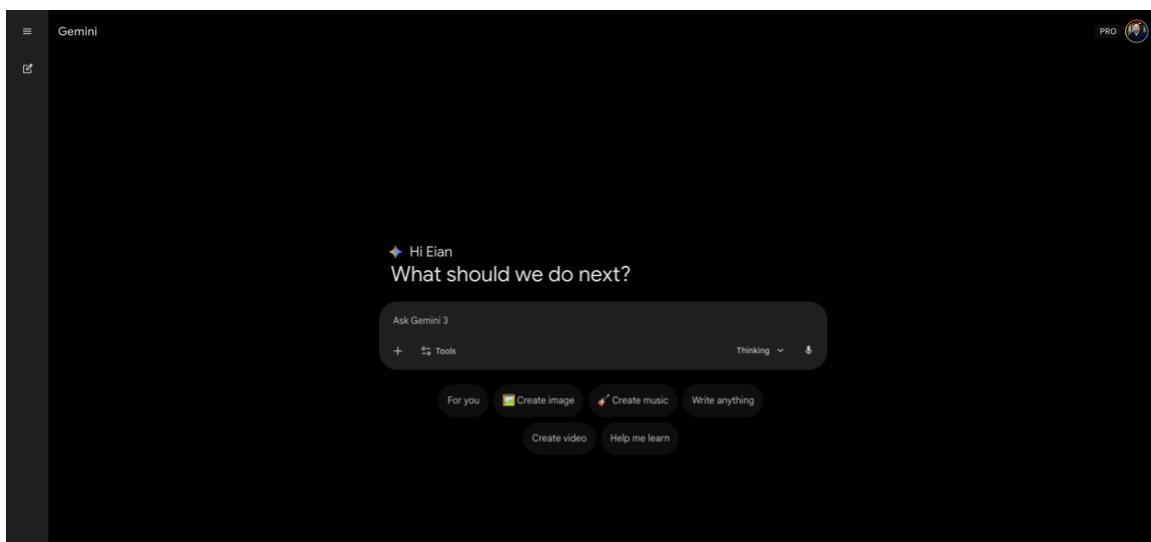 Gemini
PRO
Hi Eian
What should we do next?
Ask Gemini 3
Tools
Thinking
For you
Create image
Create music
Write anything
Create video
Help me learn